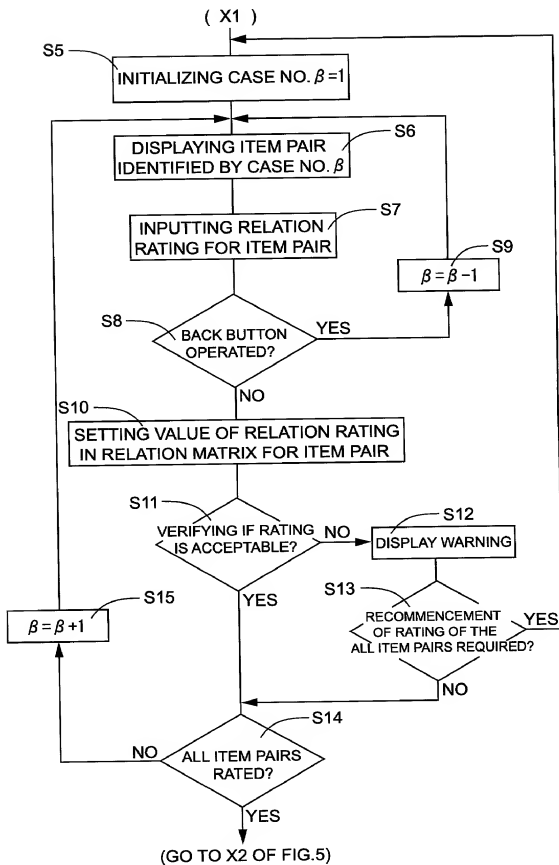 ( X1 )
S5
INITIALIZING CASE NO. β=1
S6
DISPLAYING ITEM PAIR
IDENTIFIED BY CASE NO. β
S7
INPUTTING RELATION
RATING FOR ITEM PAIR
S9
β=β-1
S8
BACK BUTTON
OPERATED?
YES
NO
S10
SETTING VALUE OF RELATION RATING
IN RELATION MATRIX FOR ITEM PAIR
S11
VERIFYING IF RATING
IS ACCEPTABLE?
NO
YES
S12
DISPLAY WARNING
S13
RECOMMENCEMENT
OF RATING OF THE
ALL ITEM PAIRS REQUIRED?
YES
NO
S15
β=β+1
S14
ALL ITEM PAIRS
RATED?
NO
YES
(GO TO X2 OF FIG.5)